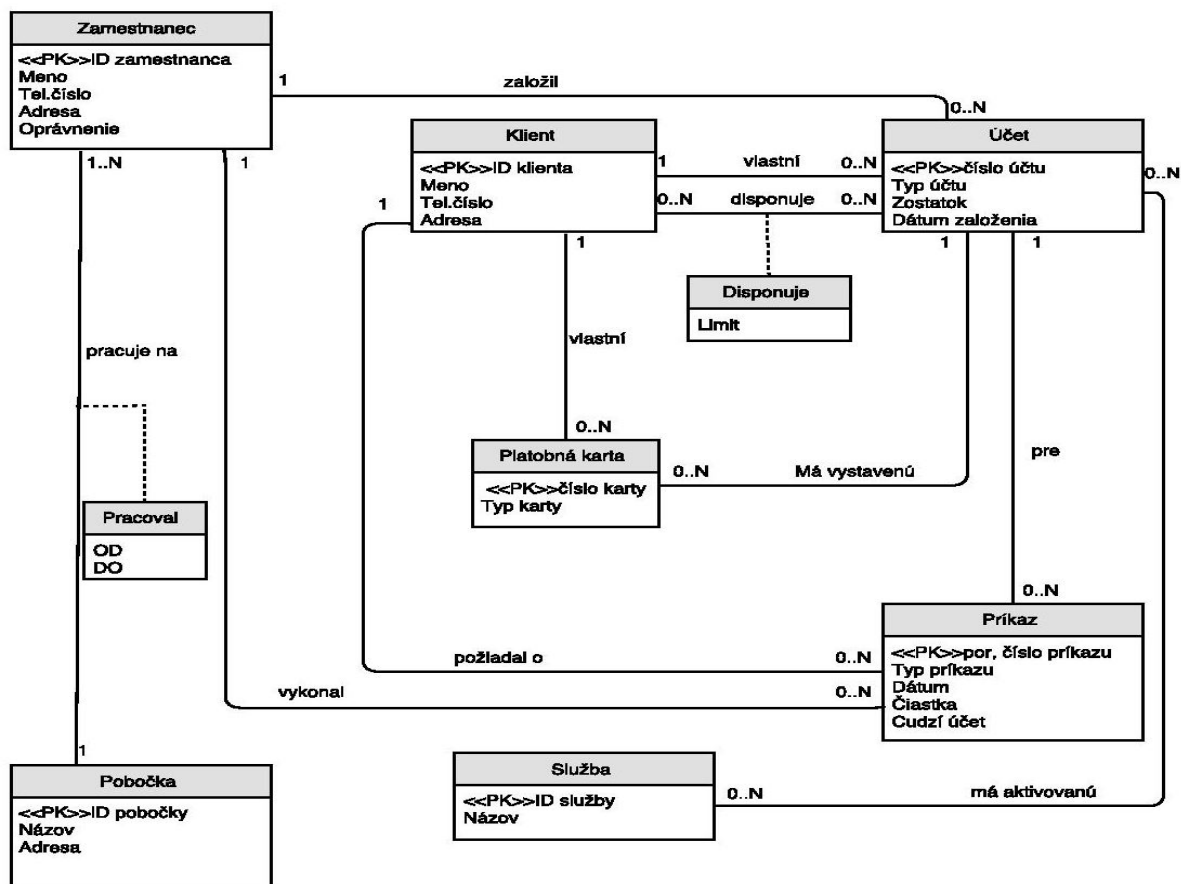 Zamestnanec
<<PK>>ID zamestnanca
Meno
Tel.číslo
Adresa
Oprávnenie
1
založil
0..N
1..N
1
Klient
<<PK>>ID klienta
Meno
Tel.číslo
Adresa
1
vlastní
0..N
0..N
disponuje
0..N
Účet
<<PK>>číslo účtu
Typ účtu
Zostatok
Dátum založenia
0..N
1
1
1
1
Disponuje
Limit
vlastní
pracuje na
0..N
Platobná karta
<<PK>>číslo karty
Typ karty
0..N
Má vystavenú
pre
Pracoval
OD
DO
0..N
Príkaz
<<PK>>por, číslo príkazu
Typ príkazu
Dátum
Čiastka
Cudzí účet
požiadal o
0..N
vykonal
0..N
1
Pobočka
<<PK>>ID pobočky
Názov
Adresa
Služba
<<PK>>ID služby
Názov
0..N
má aktivovanú